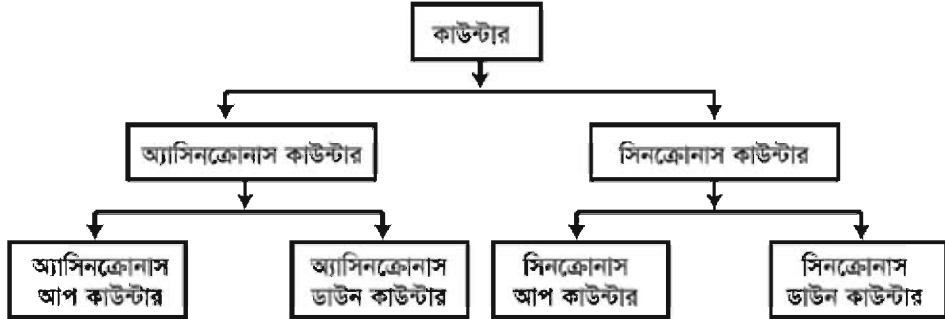 কাউন্টার
অ্যাসিনক্রোনাস কাউন্টার
সিনক্রোনাস কাউন্টার
অ্যাসিনক্রোনাস
আপ কাউন্টার
অ্যাসিনক্রোনাস
ডাউন কাউন্টার
সিনক্রোনাস
আপ কাউন্টার
সিনক্রোনাস
ডাউন কাউন্টার